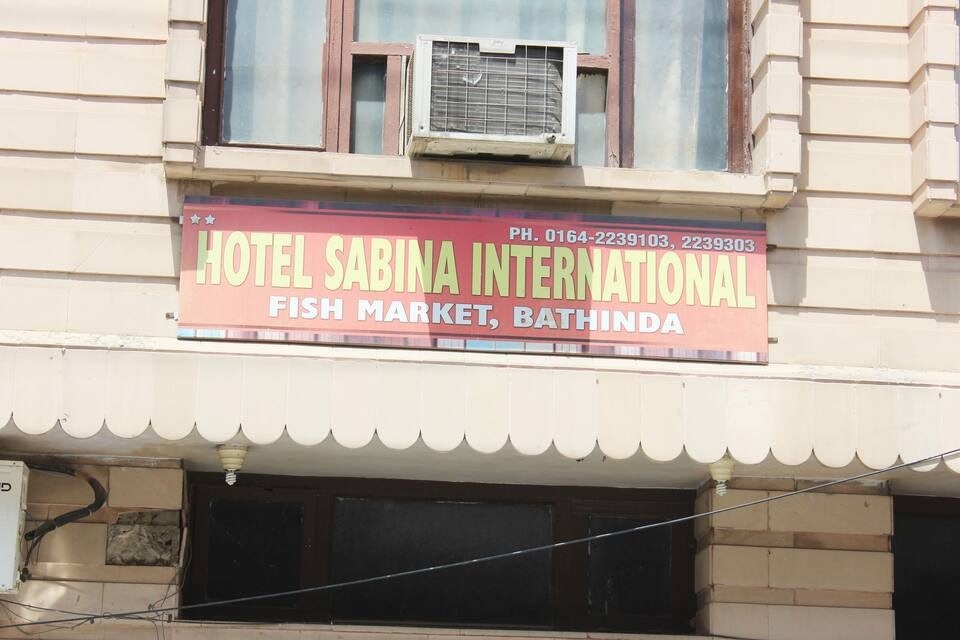 PH. 0164-2239103, 2239303
HOTEL SABINA INTERNATIONAL
FISH MARKET, BATHINDA